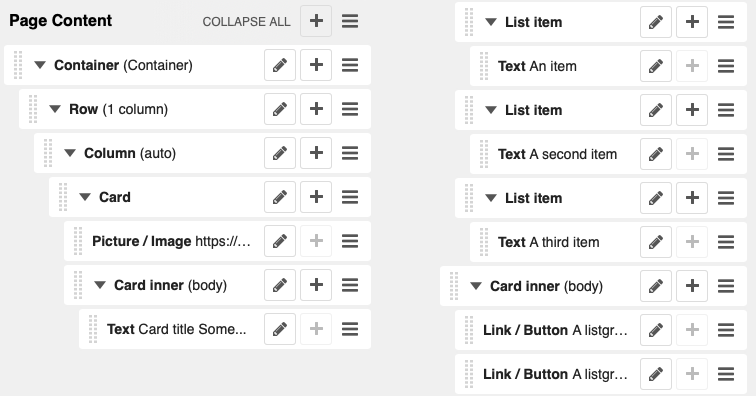 Page Content COLLAPSE ALL
Container (Container)
Row (1 column)
Column (auto)
Card
Picture / Image https://...
Card inner (body)
Text Card title Some...
List item
Text An item
List item
Text A second item
List item
Text A third item
Card inner (body)
Link / Button A listgr...
Link / Button A listgr...